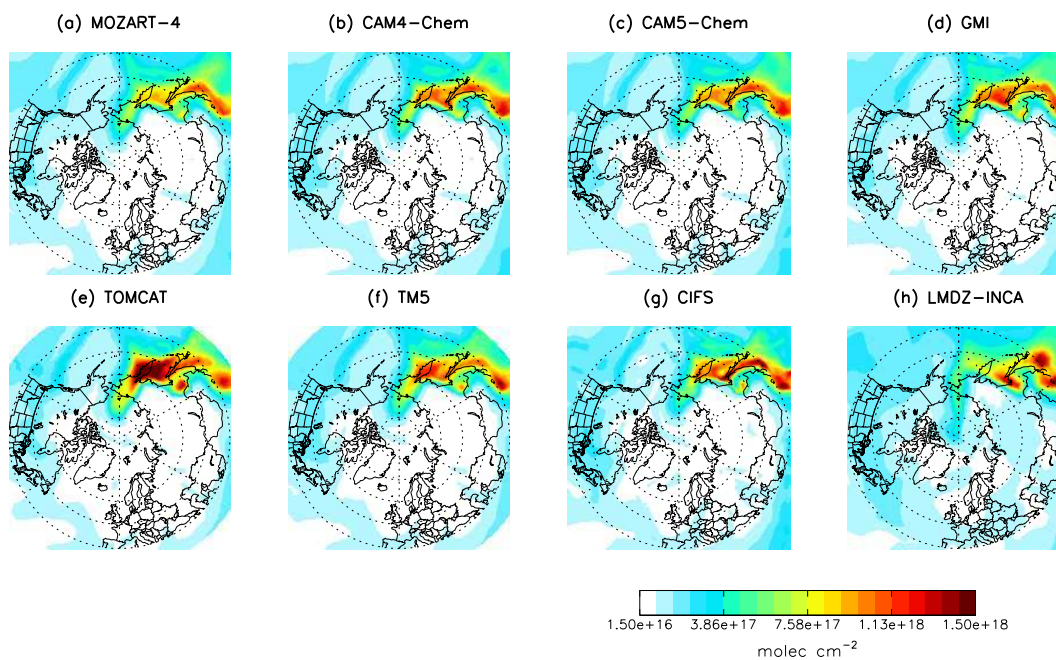 (a) MOZART-4
(b) CAM4-Chem
(c) CAM5-Chem
(d) GMI
(e) TOMCAT
(f) TM5
(g) CIFS
(h) LMDZ-INCA
1.50e+16 3.86e+17 7.58e+17 1.13e+18 1.50e+18
molec cm⁻²